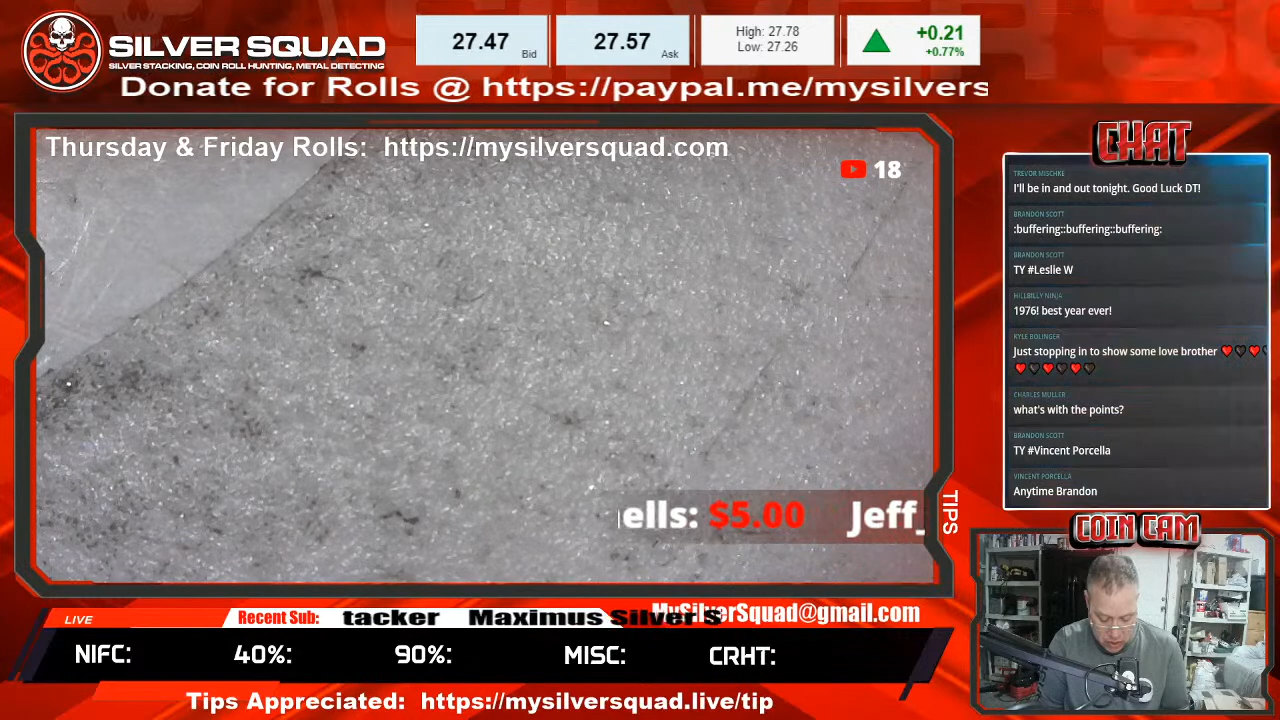 SILVER SQUAD
SILVER STACKING, COIN ROLL HUNTING, METAL DETECTING
27.47 Bid
27.57 Ask
High: 27.78
Low: 27.26
+0.21
+0.77%
Donate for Rolls @ https://paypal.me/mysilvers
Thursday & Friday Rolls: https://mysilversquad.com
18
CHAT
TREVOR MISCHKE
I'll be in and out tonight. Good Luck DT!
BRANDON SCOTT
:buffering::buffering::buffering:
BRANDON SCOTT
TY #Leslie W
HILLBILLY NINJA
1976! best year ever!
KYLE BOLINGER
Just stopping in to show some love brother
CHARLES MULLER
what's with the points?
BRANDON SCOTT
TY #Vincent Porcella
VINCENT PORCELLA
Anytime Brandon
ells: $5.00 Jeff_
TIPS
COIN CAM
LIVE
Recent Sub: tacker Maximus Silver S
MySilverSquad@gmail.com
NIFC: 40%: 90%: MISC: CRHT:
Tips Appreciated: https://mysilversquad.live/tip